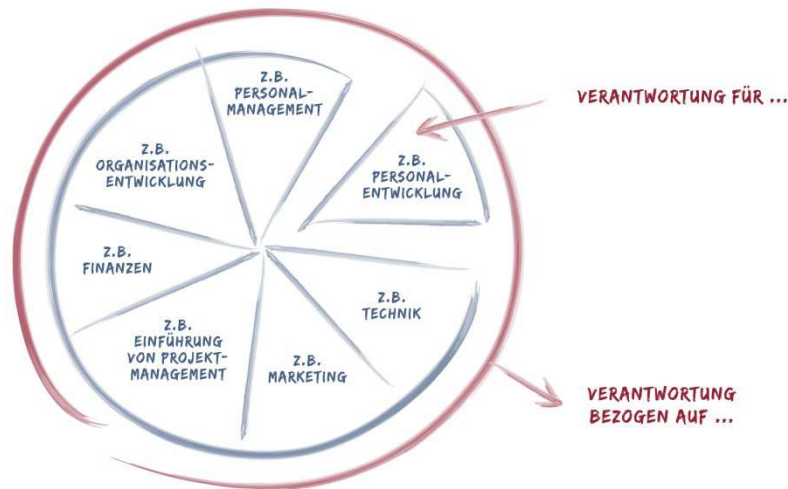 Z.B.
PERSONAL-
MANAGEMENT
VERANTWORTUNG FÜR ...
Z.B.
ORGANISATIONS-
ENTWICKLUNG
Z.B.
PERSONAL-
ENTWICKLUNG
Z.B.
FINANZEN
Z.B.
TECHNIK
Z.B.
EINFÜHRUNG
VON PROJEKT-
MANAGEMENT
Z.B.
MARKETING
VERANTWORTUNG
BEZOGEN AUF ...